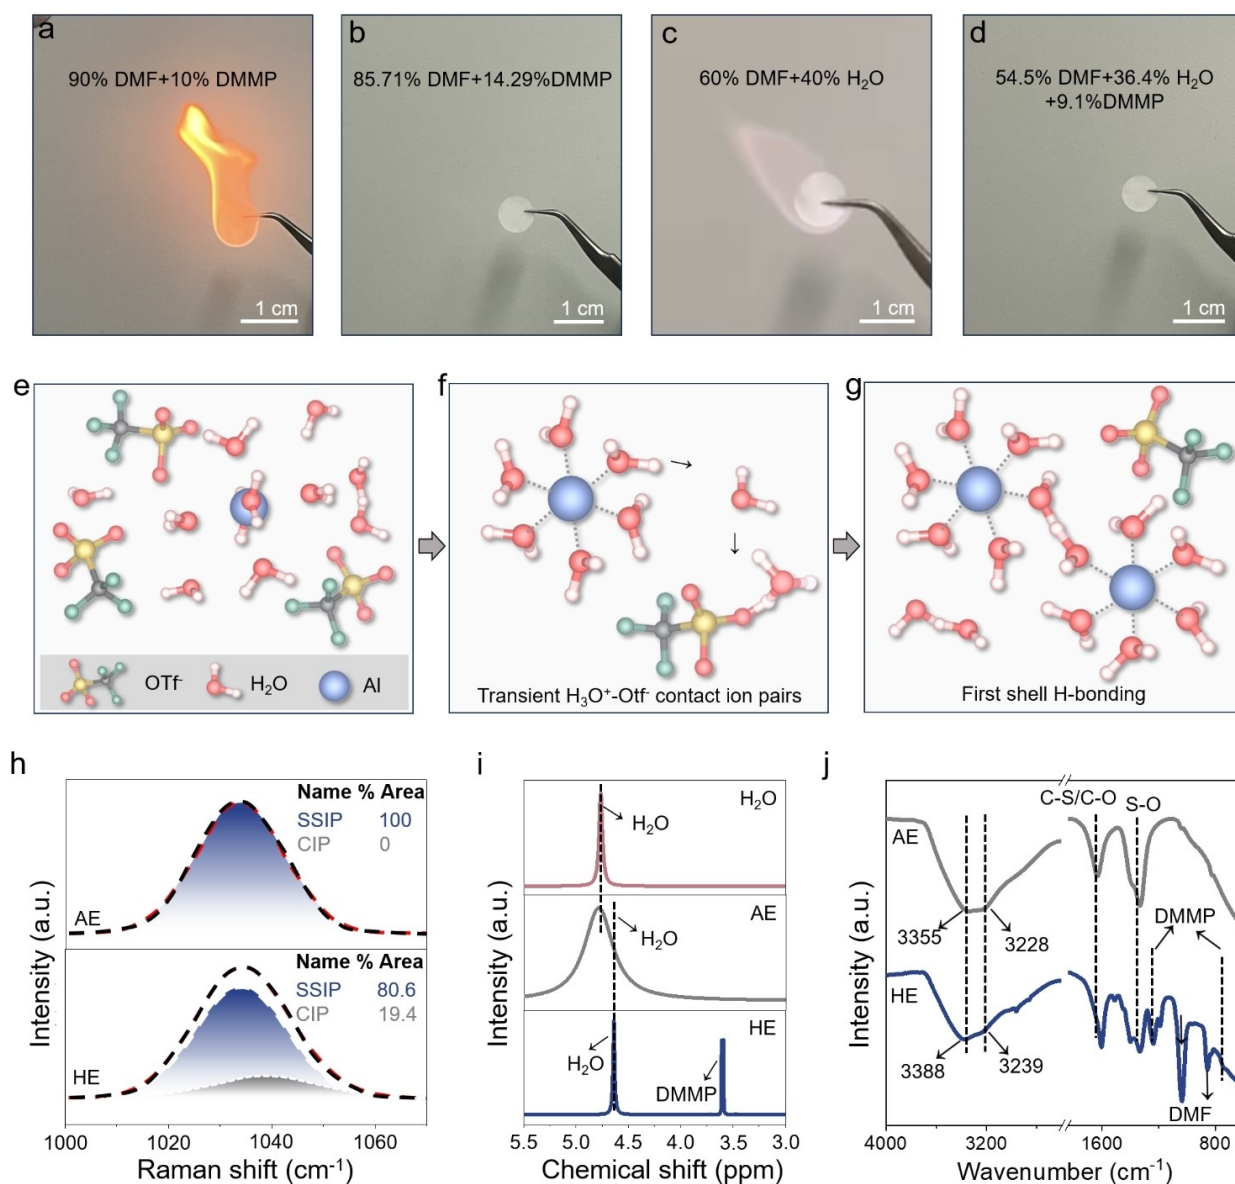 a
90% DMF+10% DMMP
1 cm
b
85.71% DMF+14.29%DMMP
1 cm
c
60% DMF+40% H₂O
1 cm
d
54.5% DMF+36.4% H₂O
+9.1%DMMP
1 cm
e
OTf⁻
H₂O
Al
f
Transient H₃O⁺-Otf⁻ contact ion pairs
g
First shell H-bonding
h
Name % Area
SSIP 100
CIP 0
AE
Name % Area
SSIP 80.6
CIP 19.4
HE
Intensity (a.u.)
1000 1020 1040 1060
Raman shift (cm⁻¹)
i
H₂O
H₂O
AE
H₂O
HE
H₂O
DMMP
Intensity (a.u.)
5.5 5.0 4.5 4.0 3.5 3.0
Chemical shift (ppm)
j
C-S/C-O
S-O
AE
3355
3228
DMMP
HE
3388
3239
DMF
Intensity (a.u.)
4000 3200 1600 800
Wavenumber (cm⁻¹)